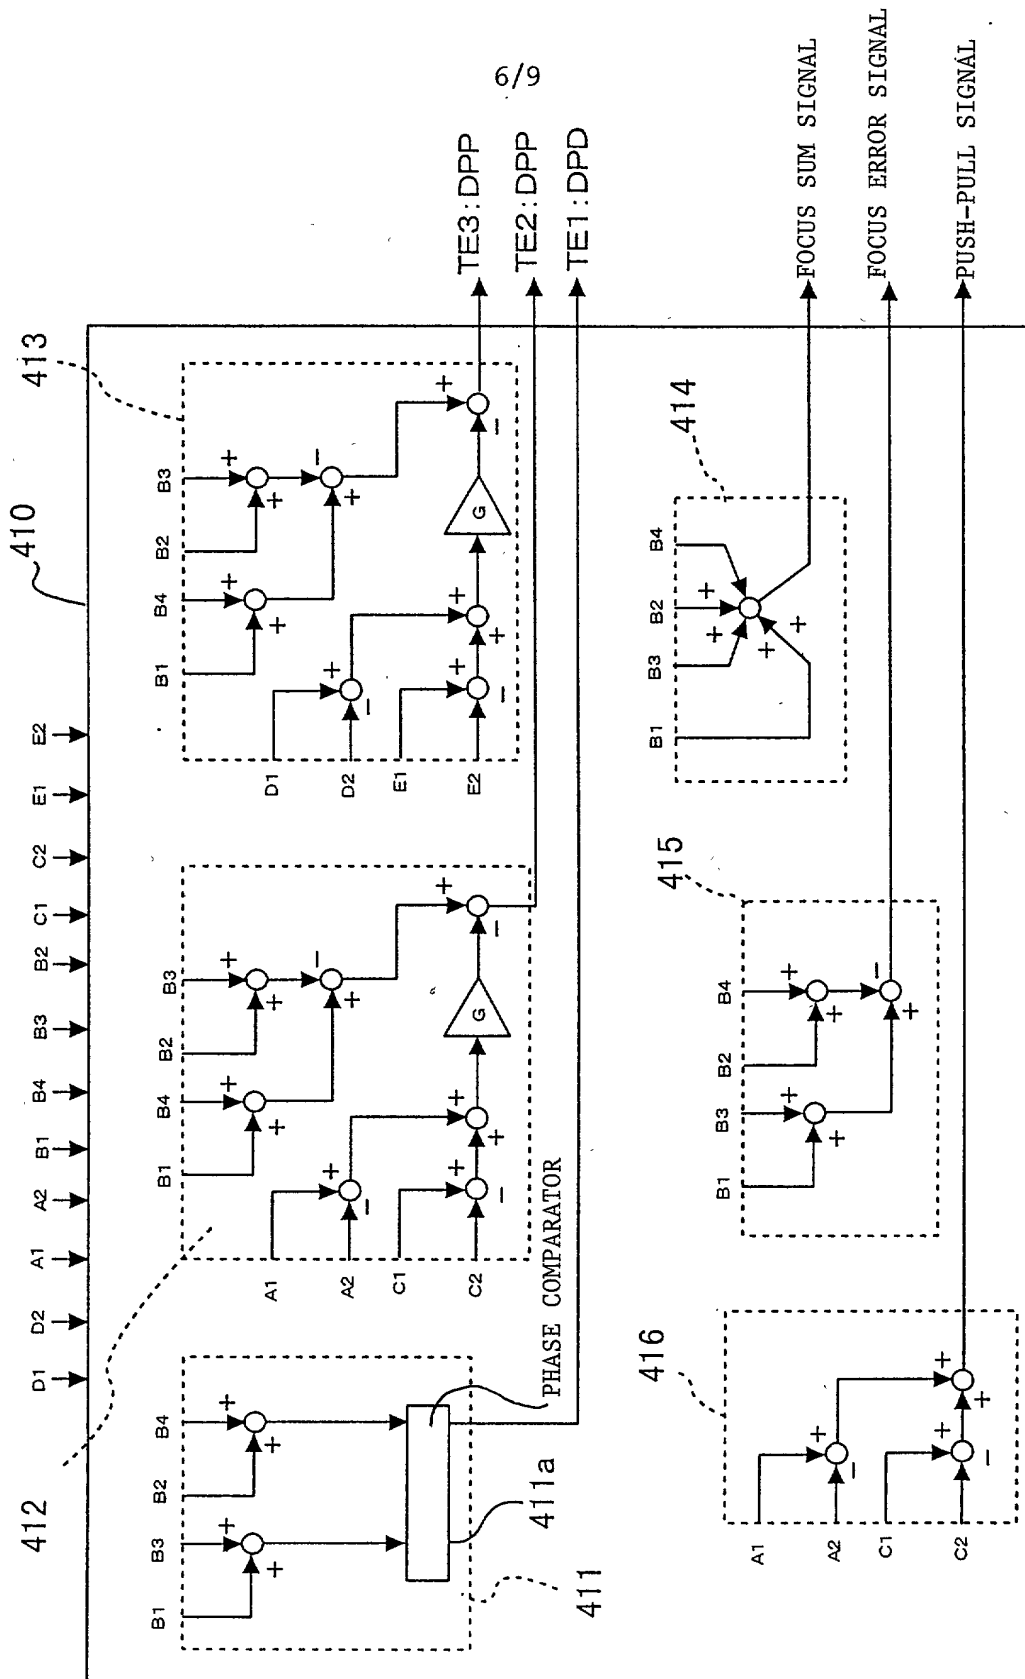 6/9
410
D1
D2
A1
A2
B1
B4
B3
B2
C1
C2
E1
E2
412
B1
B3
B2
B4
+
+
+
+
PHASE COMPARATOR
411a
411
B1
B4
B2
B3
+
+
+
+
−
+
A1
A2
C1
C2
+
−
+
−
+
+
G
+
−
413
B1
B4
B2
B3
+
+
+
+
−
+
D1
D2
E1
E2
+
−
+
−
+
+
G
+
−
TE3:DPP
TE2:DPP
TE1:DPD
416
A1
A2
C1
C2
+
−
+
−
+
+
415
B1
B3
B2
B4
+
+
+
+
−
+
414
B1
B3
B2
B4
+
+
+
+
FOCUS SUM SIGNAL
FOCUS ERROR SIGNAL
PUSH-PULL SIGNAL